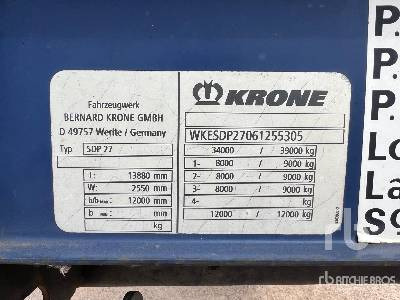 KRONE
Fahrzeugwerk
BERNARD KRONE GMBH
D 49757 Werlte / Germany
Typ SDP 27
L: 13880 mm
W: 2550 mm
12000 mm
b mm
kg
WKESDP27061255305
34000 / 39000 kg
1- 8000 / 9000 kg
2- 8000 / 9000 kg
3- 8000 / 9000 kg
4- kg
12000 / 12000 kg
P.
P.
P.
Lo
La
rb
RITCHIE BROS